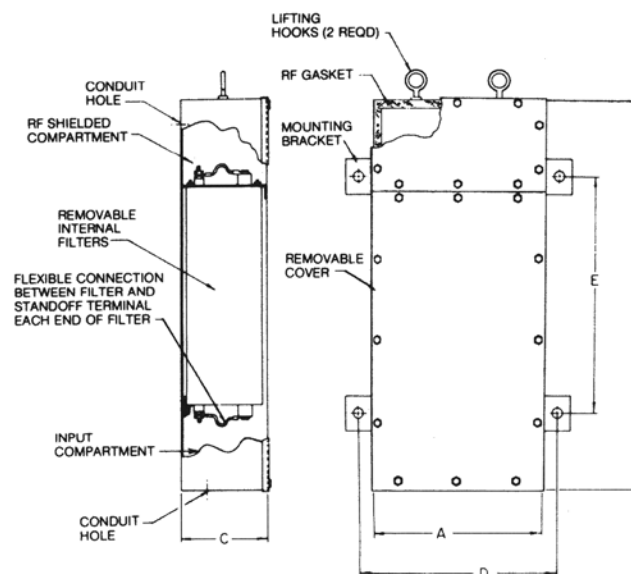 LIFTING
HOOKS (2 REQD)
RF GASKET
CONDUIT
HOLE
RF SHIELDED
COMPARTMENT
MOUNTING
BRACKET
REMOVABLE
INTERNAL
FILTERS
REMOVABLE
COVER
E
FLEXIBLE CONNECTION
BETWEEN FILTER AND
STANDOFF TERMINAL
EACH END OF FILTER
INPUT
COMPARTMENT
CONDUIT
HOLE
C
A
D